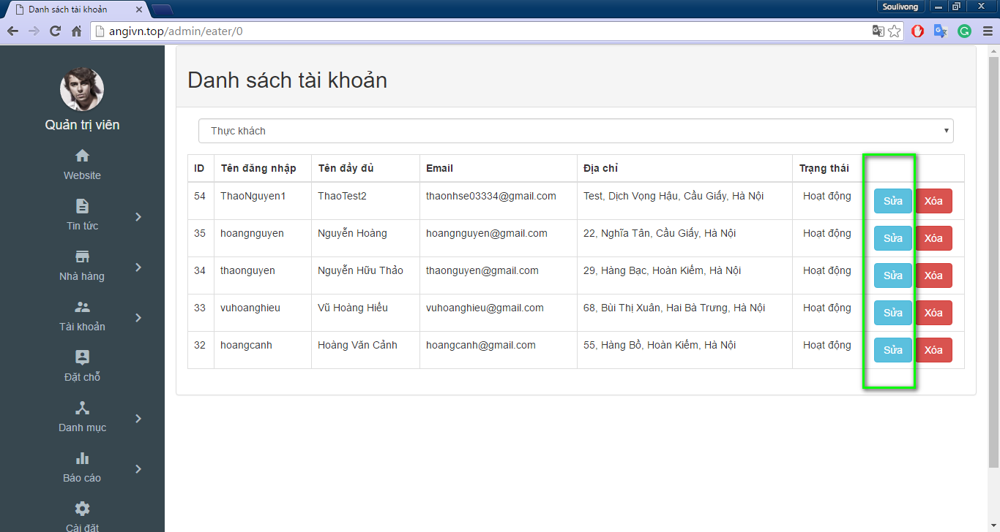 Danh sách tài khoản
Soulivong
angivn.top/admin/eater/0
Quản trị viên
Website
Tin tức
Nhà hàng
Tài khoản
Đặt chỗ
Danh mục
Báo cáo
Cài đặt
Danh sách tài khoản
Thực khách
ID Tên đăng nhập Tên đầy đủ Email Địa chỉ Trạng thái
54 ThaoNguyen1 ThaoTest2 thaonhse03334@gmail.com Test, Dịch Vọng Hậu, Cầu Giấy, Hà Nội Hoạt động Sửa Xóa
35 hoangnguyen Nguyễn Hoàng hoangnguyen@gmail.com 22, Nghĩa Tân, Cầu Giấy, Hà Nội Hoạt động Sửa Xóa
34 thaonguyen Nguyễn Hữu Thảo thaonguyen@gmail.com 29, Hàng Bạc, Hoàn Kiếm, Hà Nội Hoạt động Sửa Xóa
33 vuhoanghieu Vũ Hoàng Hiếu vuhoanghieu@gmail.com 68, Bùi Thị Xuân, Hai Bà Trưng, Hà Nội Hoạt động Sửa Xóa
32 hoangcanh Hoàng Văn Cảnh hoangcanh@gmail.com 55, Hàng Bồ, Hoàn Kiếm, Hà Nội Hoạt động Sửa Xóa